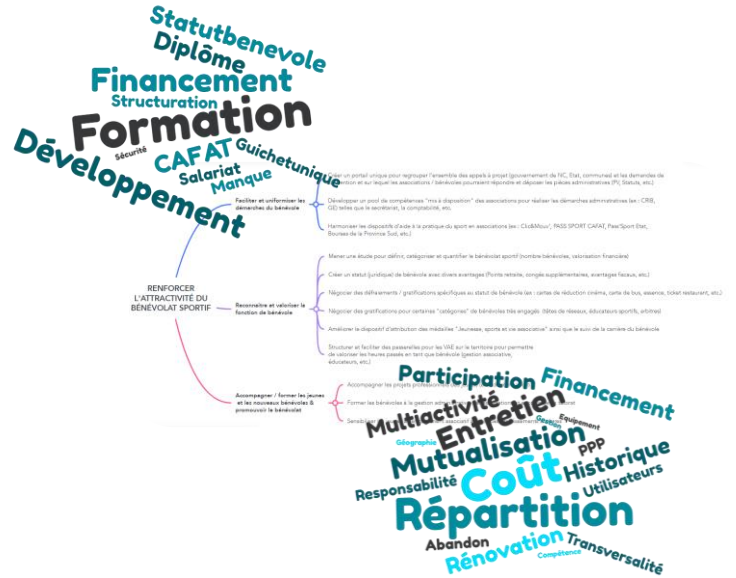 Statutbenevole
Diplôme
Financement
Structuration
Formation
Sécurité
CAFAT
Guichetunique
Développement
Salariat
Manque
Créer un portail unique pour regrouper l'ensemble des appels à projet (gouvernement de NC, Etat, communes) et les demandes de
et sur lequel les associations / bénévoles pourraient répondre et déposer les pièces administratives (PV, Statuts, etc.)
Faciliter et uniformiser les
démarches du bénévole
Développer un pool de compétences "mis à disposition" des associations pour réaliser les démarches administratives (ex : CRIB,
GE) telles que le secrétariat, la comptabilité, etc.
Harmoniser les dispositifs d'aide à la pratique du sport en associations (ex : Clic&Mouv', PASS SPORT CAFAT, Pass'Sport Etat,
Bourses de la Province Sud, etc.)
Mener une étude pour définir, catégoriser et quantifier le bénévolat sportif (nombre bénévoles, valorisation financière)
Créer un statut (juridique) de bénévole avec divers avantages (Points retraite, congés supplémentaires, avantages fiscaux, etc.)
RENFORCER
L'ATTRACTIVITÉ DU
BÉNÉVOLAT SPORTIF
Reconnaitre et valoriser la
fonction de bénévole
Négocier des défraiements / gratifications spécifiques au statut de bénévole (ex : cartes de réduction (cinéma, carte de bus, essence, ticket restaurant, etc.)
Négocier des gratifications pour certaines "catégories" de bénévoles très engagés (têtes de réseaux, éducateurs sportifs, arbitres)
Améliorer le dispositif d'attribution des médailles "Jeunesse, sports et vie associative" ainsi que le suivi de la carrière du bénévole
Structurer et faciliter des passerelles pour les VAE sur le territoire pour permettre
de valoriser les heures passés en tant que bénévole (gestion associative,
éducateurs, etc.)
Accompagner / former les jeunes
et les nouveaux bénévoles &
promouvoir le bénévolat
Accompagner les projets
Former les bénévoles à la gestion
Sensibiliser
Participation
Financement
Multiactivité
Entretien
Gestion
Equipement
Géographie
Mutualisation
PPP
Coût
Historique
Responsabilité
Utilisateurs
Répartition
Abandon
Rénovation
Transversalité
Compétence